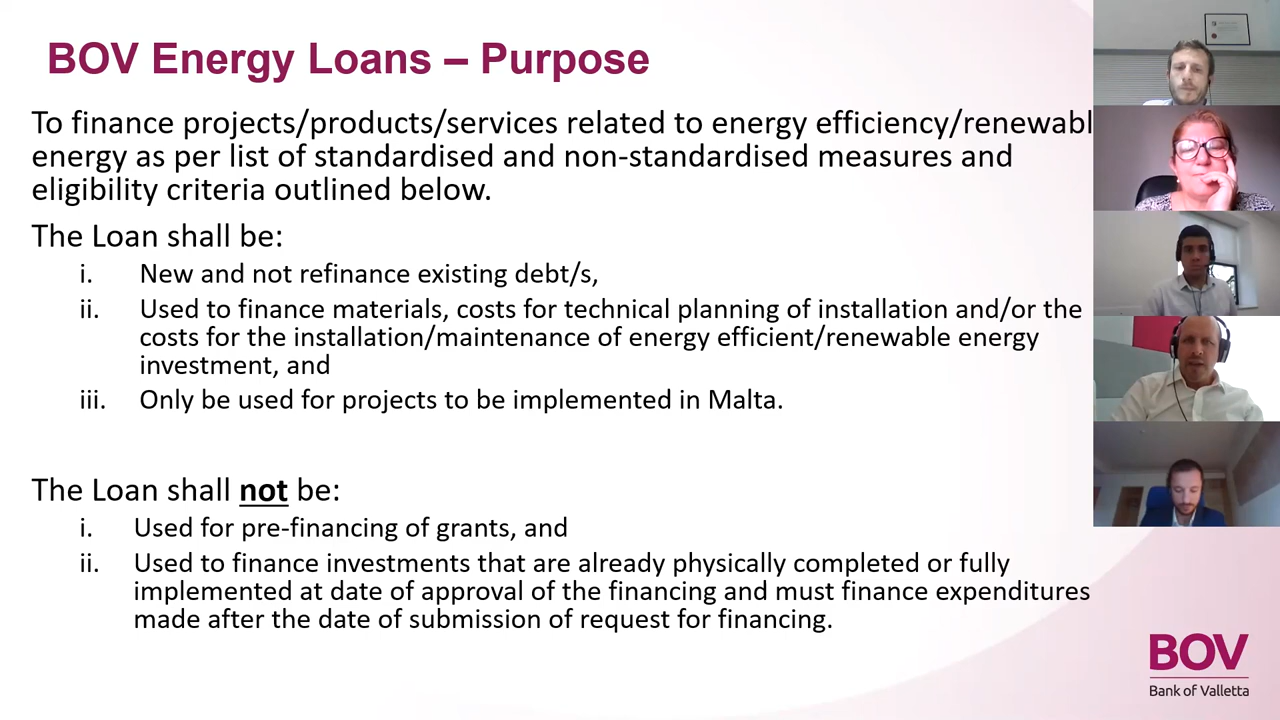 BOV Energy Loans – Purpose
To finance projects/products/services related to energy efficiency/renewabl
energy as per list of standardised and non-standardised measures and
eligibility criteria outlined below.
The Loan shall be:
i. New and not refinance existing debt/s,
ii. Used to finance materials, costs for technical planning of installation and/or the
costs for the installation/maintenance of energy efficient/renewable energy
investment, and
iii. Only be used for projects to be implemented in Malta.
The Loan shall not be:
i. Used for pre-financing of grants, and
ii. Used to finance investments that are already physically completed or fully
implemented at date of approval of the financing and must finance expenditures
made after the date of submission of request for financing.
BOV
Bank of Valletta